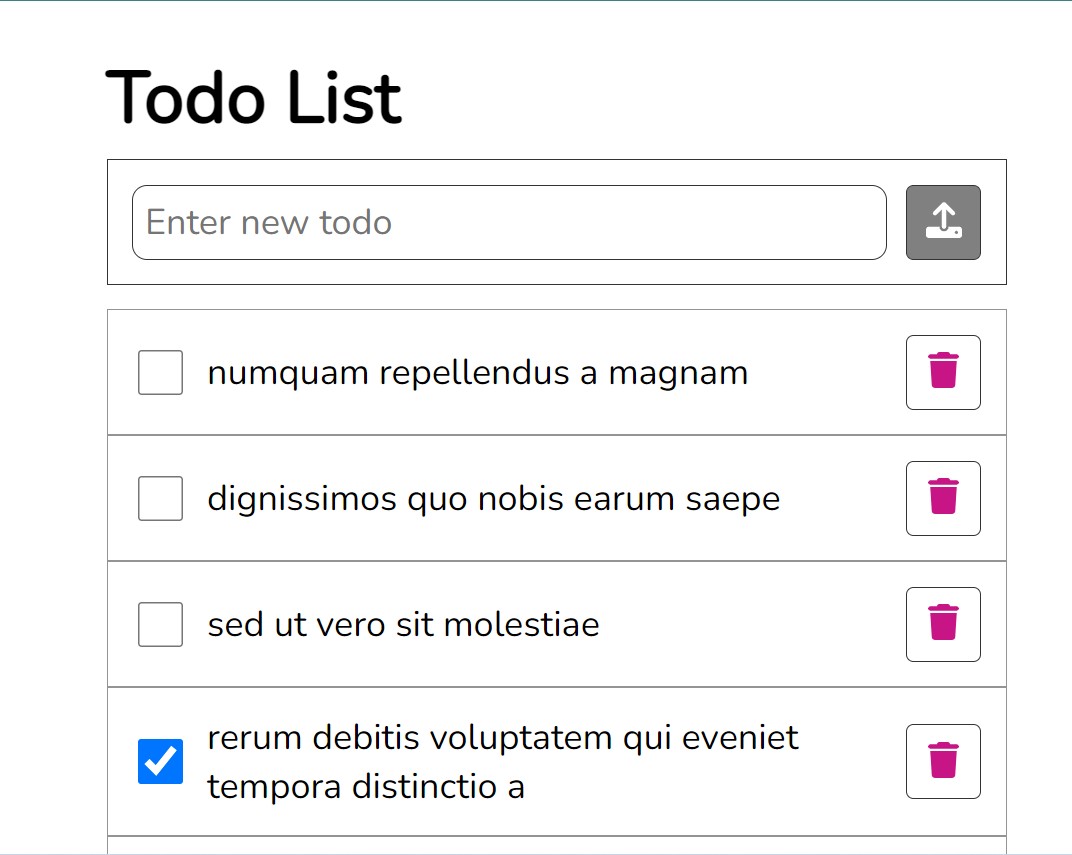 Todo List
Enter new todo
numquam repellendus a magnam
dignissimos quo nobis earum saepe
sed ut vero sit molestiae
rerum debitis voluptatem qui eveniet
tempora distinctio a